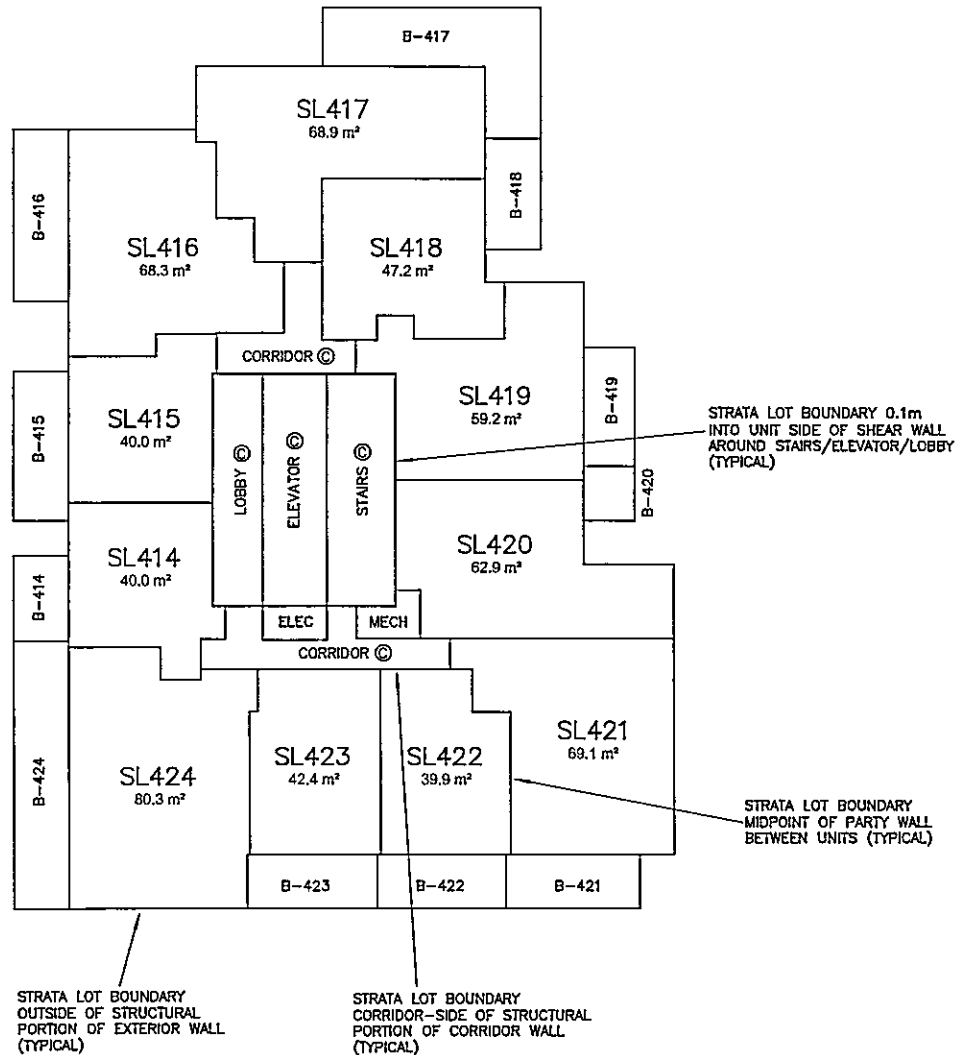 B-417
SL417
68.9 m²
B-416
B-418
SL416
68.3 m²
SL418
47.2 m²
CORRIDOR ©
B-415
SL415
40.0 m²
SL419
59.2 m²
B-419
STRATA LOT BOUNDARY 0.1m
INTO UNIT SIDE OF SHEAR WALL
AROUND STAIRS/ELEVATOR/LOBBY
(TYPICAL)
LOBBY ©
ELEVATOR ©
STAIRS ©
B-420
SL414
40.0 m²
SL420
62.9 m²
B-414
ELEC
MECH
CORRIDOR ©
B-424
SL424
80.3 m²
SL423
42.4 m²
SL422
39.9 m²
SL421
69.1 m²
STRATA LOT BOUNDARY
MIDPOINT OF PARTY WALL
BETWEEN UNITS (TYPICAL)
B-423
B-422
B-421
STRATA LOT BOUNDARY
OUTSIDE OF STRUCTURAL
PORTION OF EXTERIOR WALL
(TYPICAL)
STRATA LOT BOUNDARY
CORRIDOR-SIDE OF STRUCTURAL
PORTION OF CORRIDOR WALL
(TYPICAL)